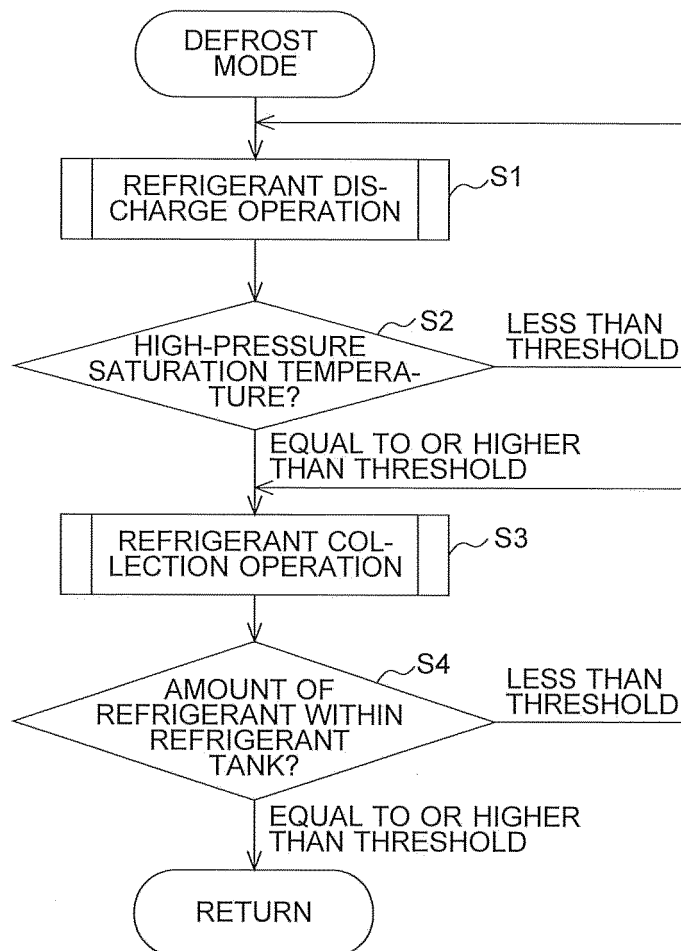 DEFROST
MODE
REFRIGERANT DIS-
CHARGE OPERATION
S1
S2
HIGH-PRESSURE
SATURATION TEMPERA-
TURE?
LESS THAN
THRESHOLD
EQUAL TO OR HIGHER
THAN THRESHOLD
REFRIGERANT COL-
LECTION OPERATION
S3
S4
AMOUNT OF
REFRIGERANT WITHIN
REFRIGERANT
TANK?
LESS THAN
THRESHOLD
EQUAL TO OR HIGHER
THAN THRESHOLD
RETURN